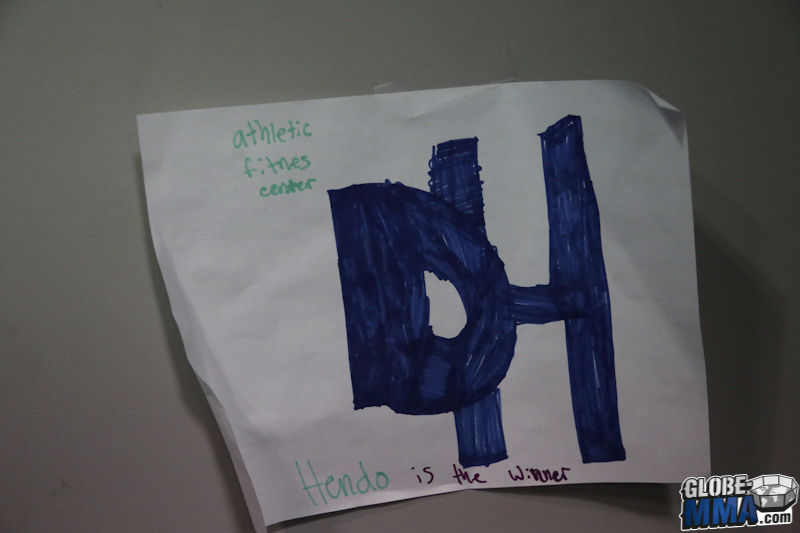 athletic
fitnes
center
DH
Hendo is the winner
GLOBE-
MMA.com